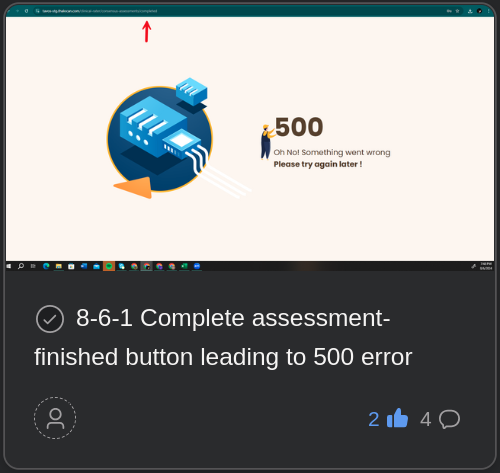 500
Oh No! Something went wrong
Please try again later !
8-6-1 Complete assessment-
finished button leading to 500 error
2 4